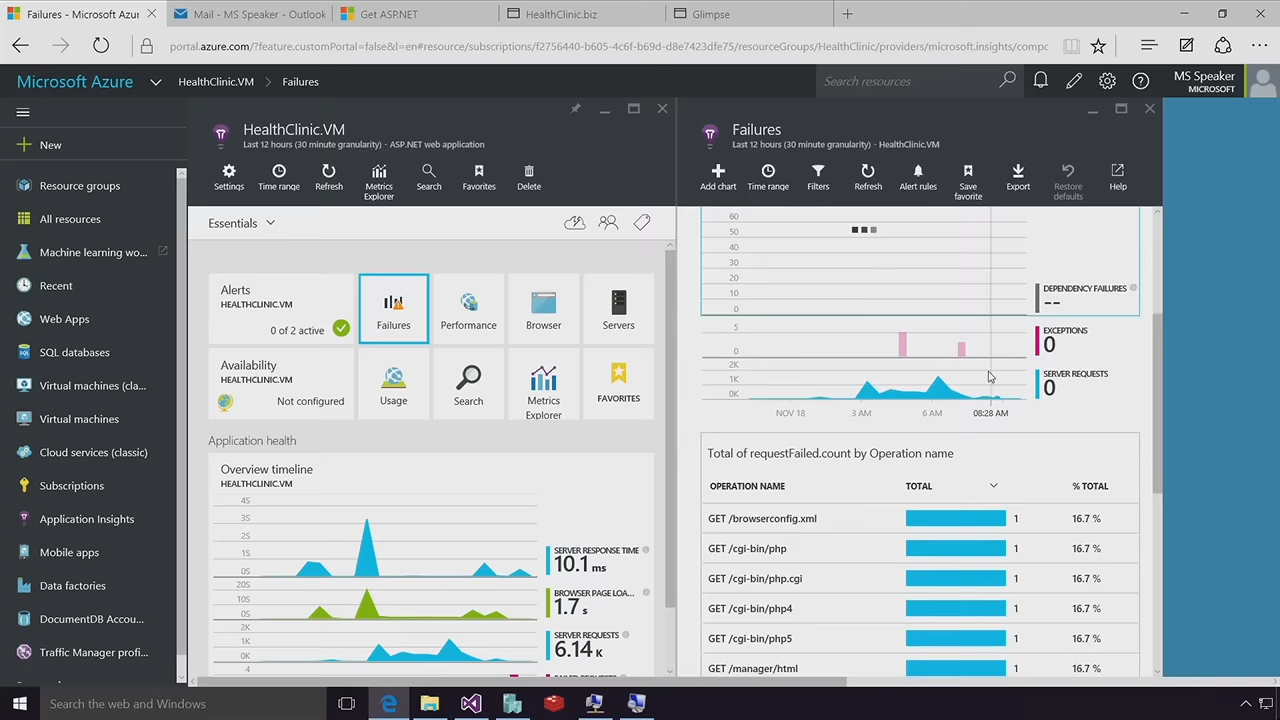 Failures - Microsoft Azur
Mail - MS Speaker - Outlook
Get ASP.NET
HealthClinic.biz
Glimpse
portal.azure.com/?feature.customPortal=false&l=en#resource/subscriptions/f2756440-b605-4c6f-b69d-d8e7423dfe75/resourceGroups/HealthClinic/providers/microsoft.insights/compc
Microsoft Azure
HealthClinic.VM
Failures
Search resources
MS Speaker
MICROSOFT
New
Resource groups
All resources
Machine learning wo...
Recent
Web Apps
SQL databases
Virtual machines (cla...
Virtual machines
Cloud services (classic)
Subscriptions
Application Insights
Mobile apps
Data factories
DocumentDB Accou...
Traffic Manager profi...
HealthClinic.VM
Last 12 hours (30 minute granularity) - ASP.NET web application
Settings
Time range
Refresh
Metrics Explorer
Search
Favorites
Delete
Essentials
Alerts
HEALTHCLINIC.VM
0 of 2 active
Failures
Performance
Browser
Servers
Availability
HEALTHCLINIC.VM
Not configured
Usage
Search
Metrics Explorer
FAVORITES
Application health
Overview timeline
HEALTHCLINIC.VM
4S
3S
2S
1S
0S
SERVER RESPONSE TIME
10.1 ms
20S
10S
0S
BROWSER PAGE LOA...
1.7 s
2K
1K
0K
SERVER REQUESTS
6.14 K
4
Failures
Last 12 hours (30 minute granularity) - HealthClinic.VM
Add chart
Time range
Filters
Refresh
Alert rules
Save favorite
Export
Restore defaults
Help
60
50
40
30
20
10
0
DEPENDENCY FAILURES
--
5
0
EXCEPTIONS
0
2K
1K
0K
SERVER REQUESTS
0
NOV 18
3 AM
6 AM
08:28 AM
Total of requestFailed.count by Operation name
OPERATION NAME TOTAL % TOTAL
GET /browserconfig.xml 1 16.7 %
GET /cgi-bin/php 1 16.7 %
GET /cgi-bin/php.cgi 1 16.7 %
GET /cgi-bin/php4 1 16.7 %
GET /cgi-bin/php5 1 16.7 %
GET /manager/html 1 16.7 %
Search the web and Windows